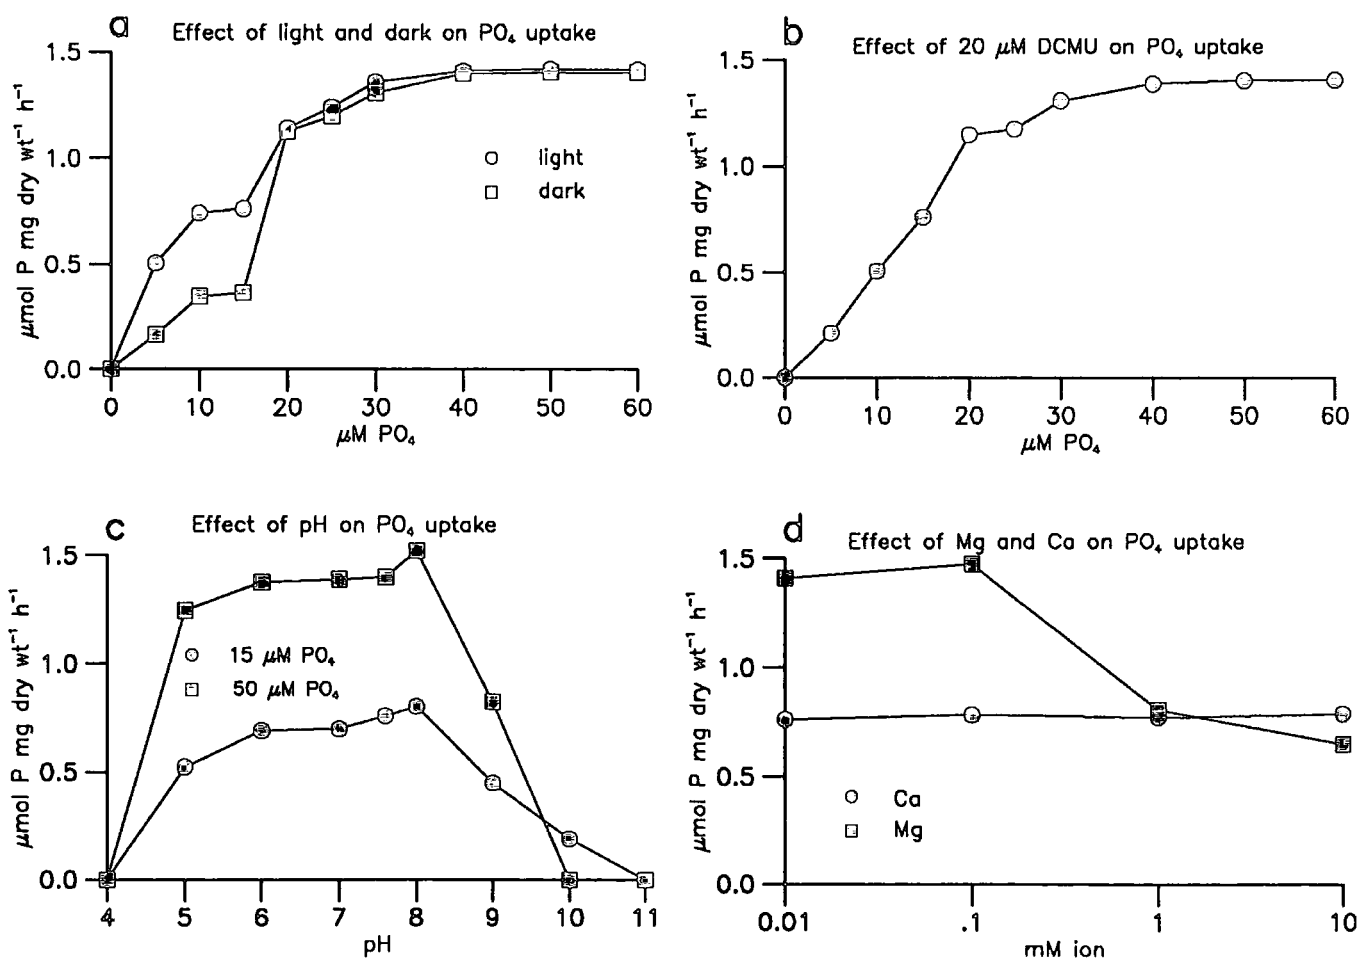 a
Effect of light and dark on PO₄ uptake
μmol P mg dry wt⁻¹ h⁻¹
1.5
1.0
0.5
0.0
light
dark
0 10 20 30 40 50 60
μM PO₄
b
Effect of 20 μM DCMU on PO₄ uptake
μmol P mg dry wt⁻¹ h⁻¹
1.5
1.0
0.5
0.0
0 10 20 30 40 50 60
μM PO₄
c
Effect of pH on PO₄ uptake
μmol P mg dry wt⁻¹ h⁻¹
1.5
1.0
0.5
0.0
15 μM PO₄
50 μM PO₄
4 5 6 7 8 9 10 11
pH
d
Effect of Mg and Ca on PO₄ uptake
μmol P mg dry wt⁻¹ h⁻¹
1.5
1.0
0.5
0.0
Ca
Mg
0.01 .1 1 10
mM ion